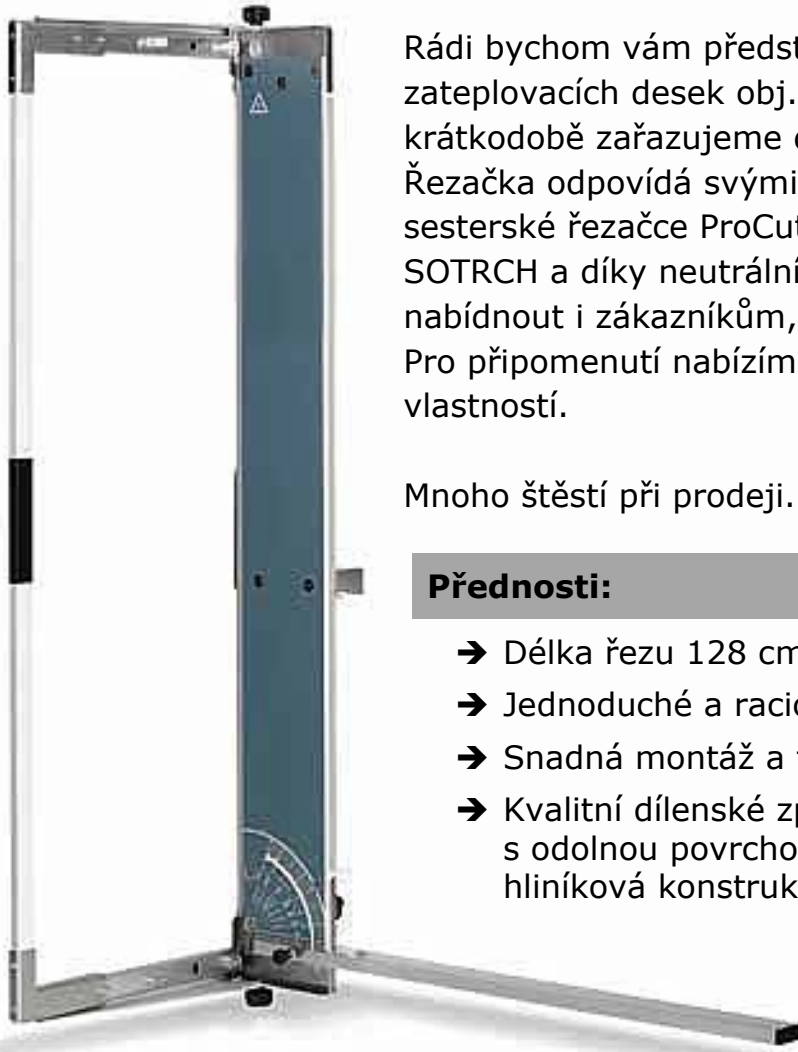 Rádi bychom vám předst
zateplovacích desek obj.
krátkodobě zařazujeme
Řezačka odpovídá svými
sesterské řezačce ProCut
SOTRCH a díky neutrální
nabídnout i zákazníkům,
Pro připomenutí nabízím
vlastností.
Mnoho štěstí při prodeji.
Přednosti:
➔ Délka řezu 128 cm
➔ Jednoduché a racio
➔ Snadná montáž a
➔ Kvalitní dílenské zp
s odolnou povrcho
hliníková konstruk